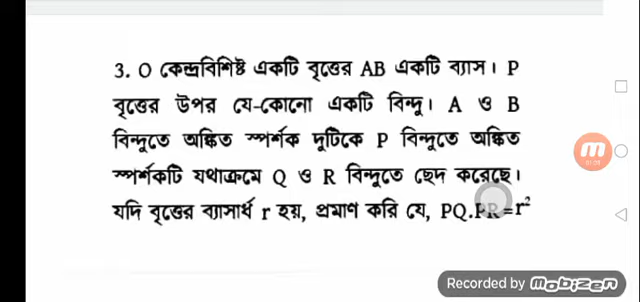 3. O কেন্দ্রবিশিষ্ট একটি বৃত্তের AB একটি ব্যাস। P
বৃত্তের উপর যে-কোনো একটি বিন্দু। A ও B
বিন্দুতে অঙ্কিত স্পর্শক দুটিকে P বিন্দুতে অঙ্কিত
স্পর্শকটি যথাক্রমে Q ও R বিন্দুতে ছেদ করেছে।
যদি বৃত্তের ব্যাসার্ধ r হয়, প্রমাণ করি যে, PQ.PR=r²
Recorded by Mobizen